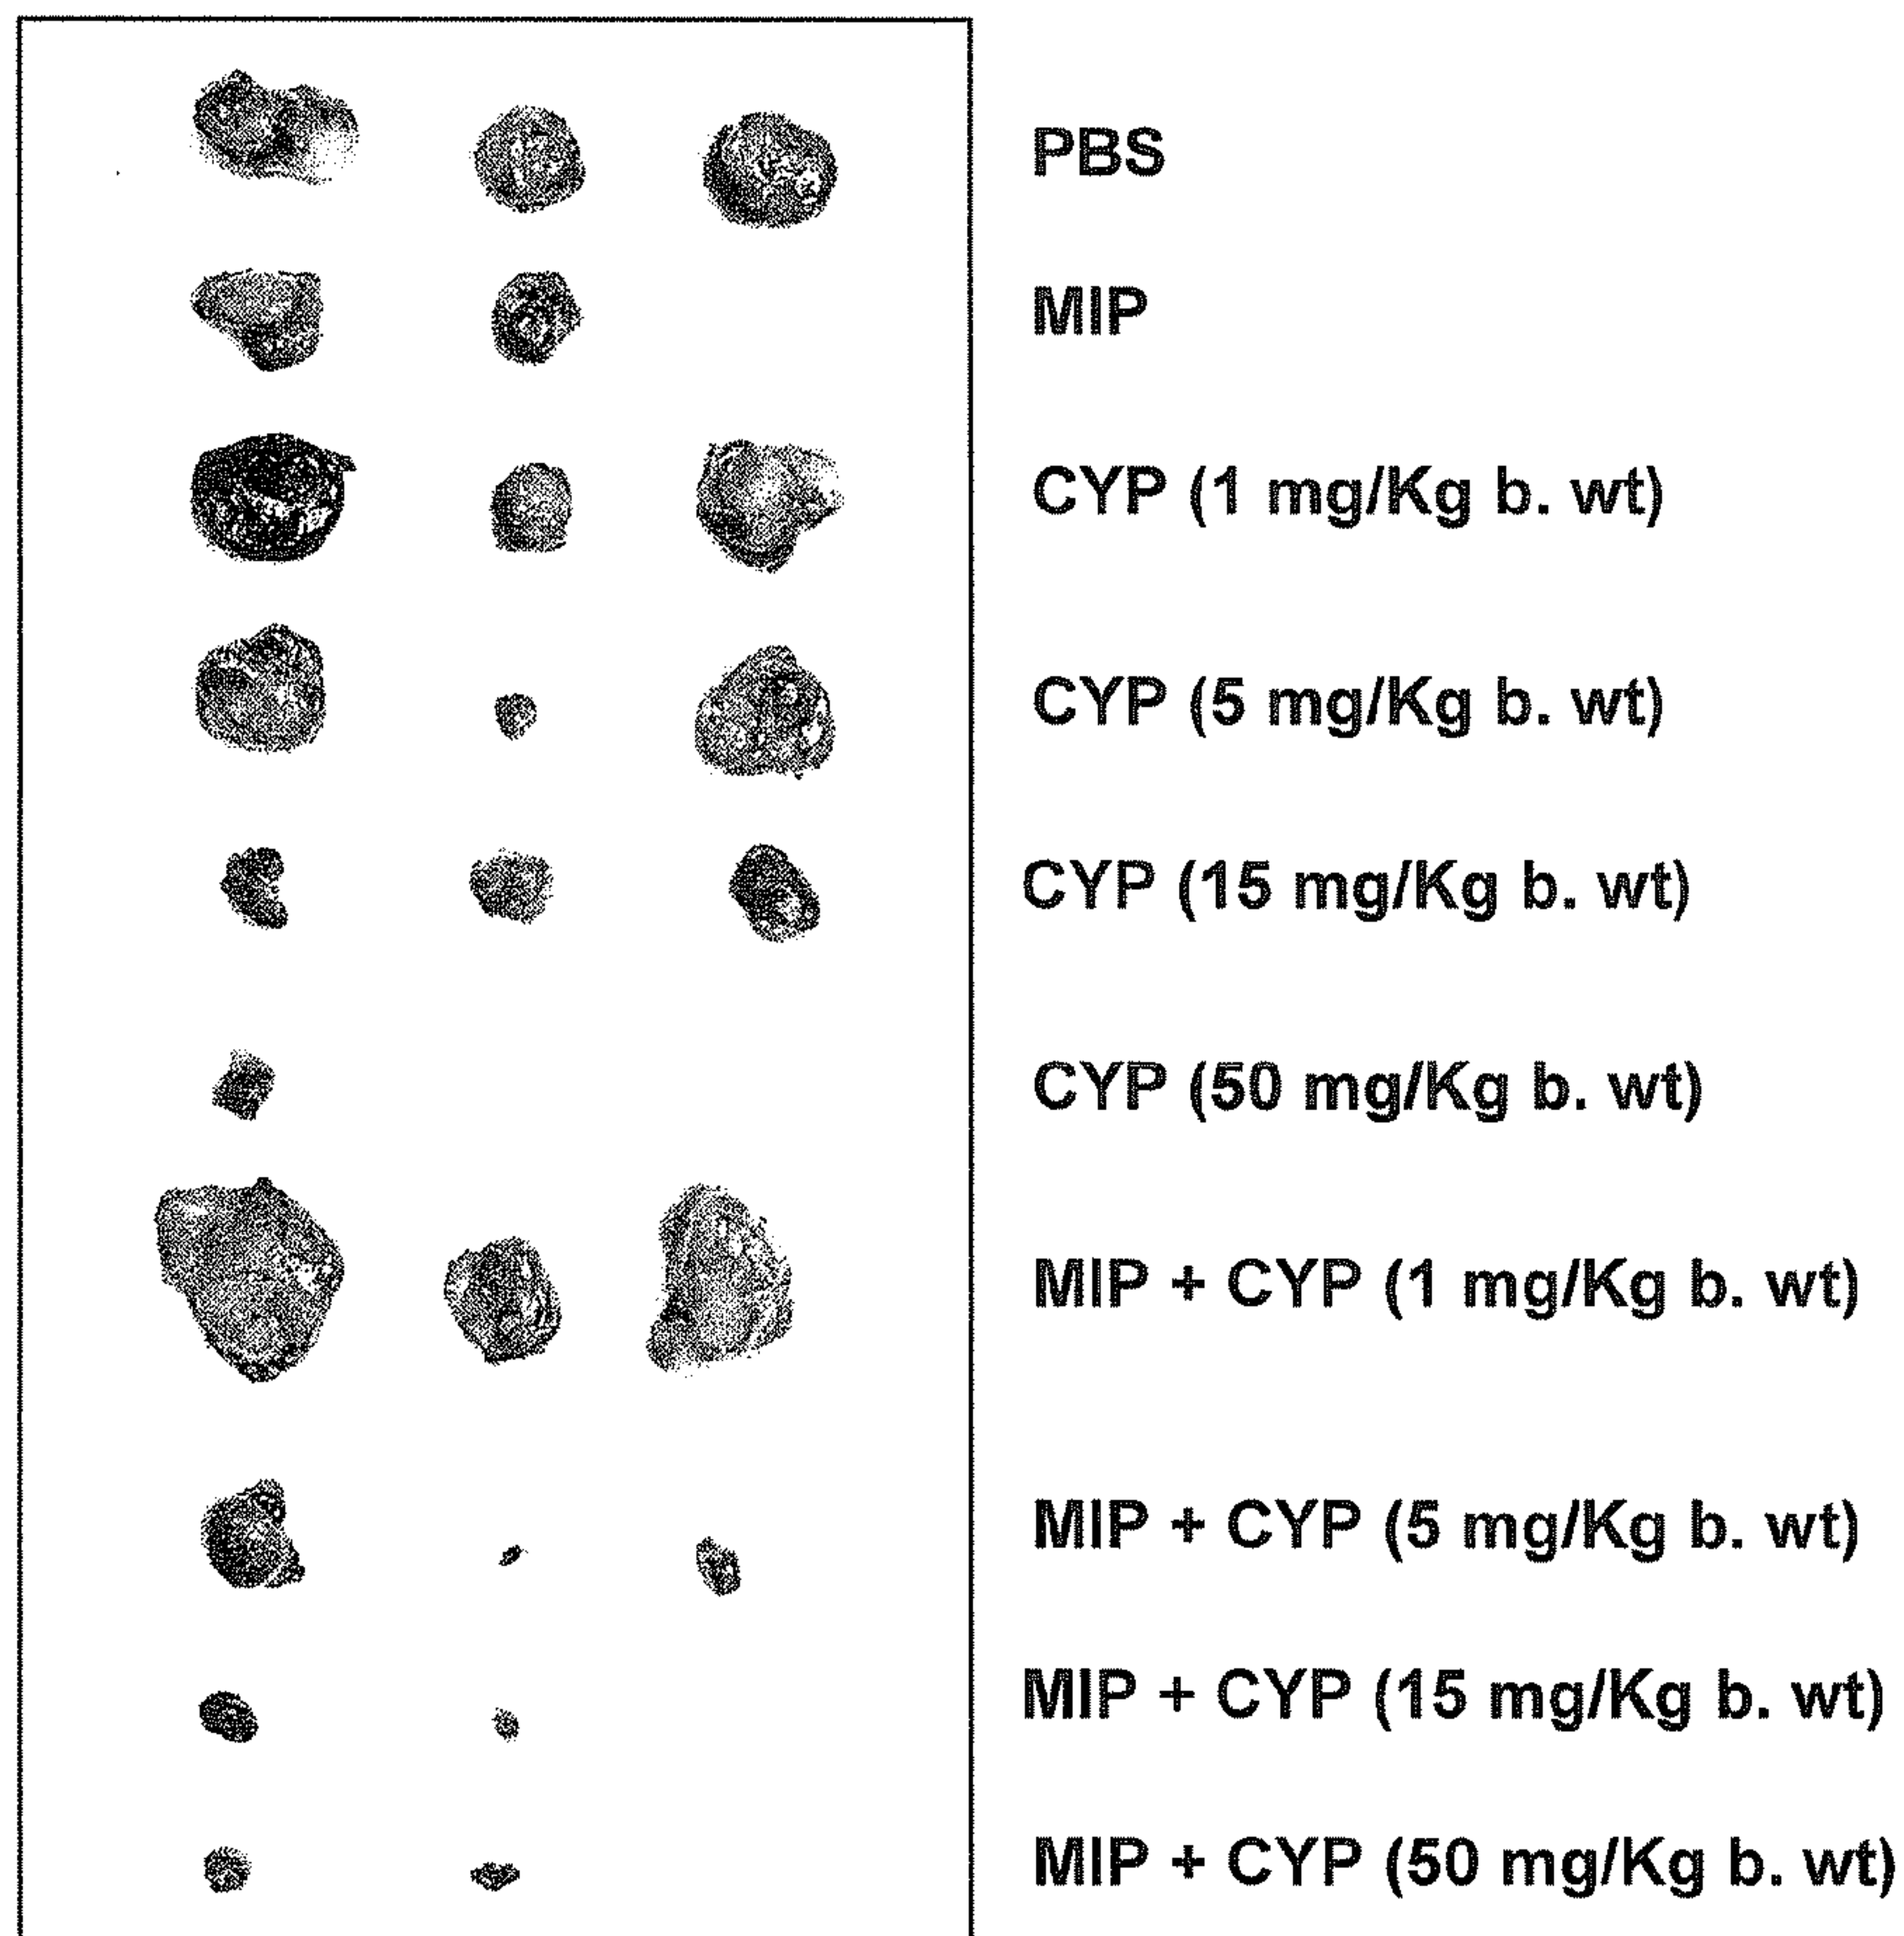 PBS
MIP
CYP (1 mg/Kg b. wt)
CYP (5 mg/Kg b. wt)
CYP (15 mg/Kg b. wt)
CYP (50 mg/Kg b. wt)
MIP + CYP (1 mg/Kg b. wt)
MIP + CYP (5 mg/Kg b. wt)
MIP + CYP (15 mg/Kg b. wt)
MIP + CYP (50 mg/Kg b. wt)